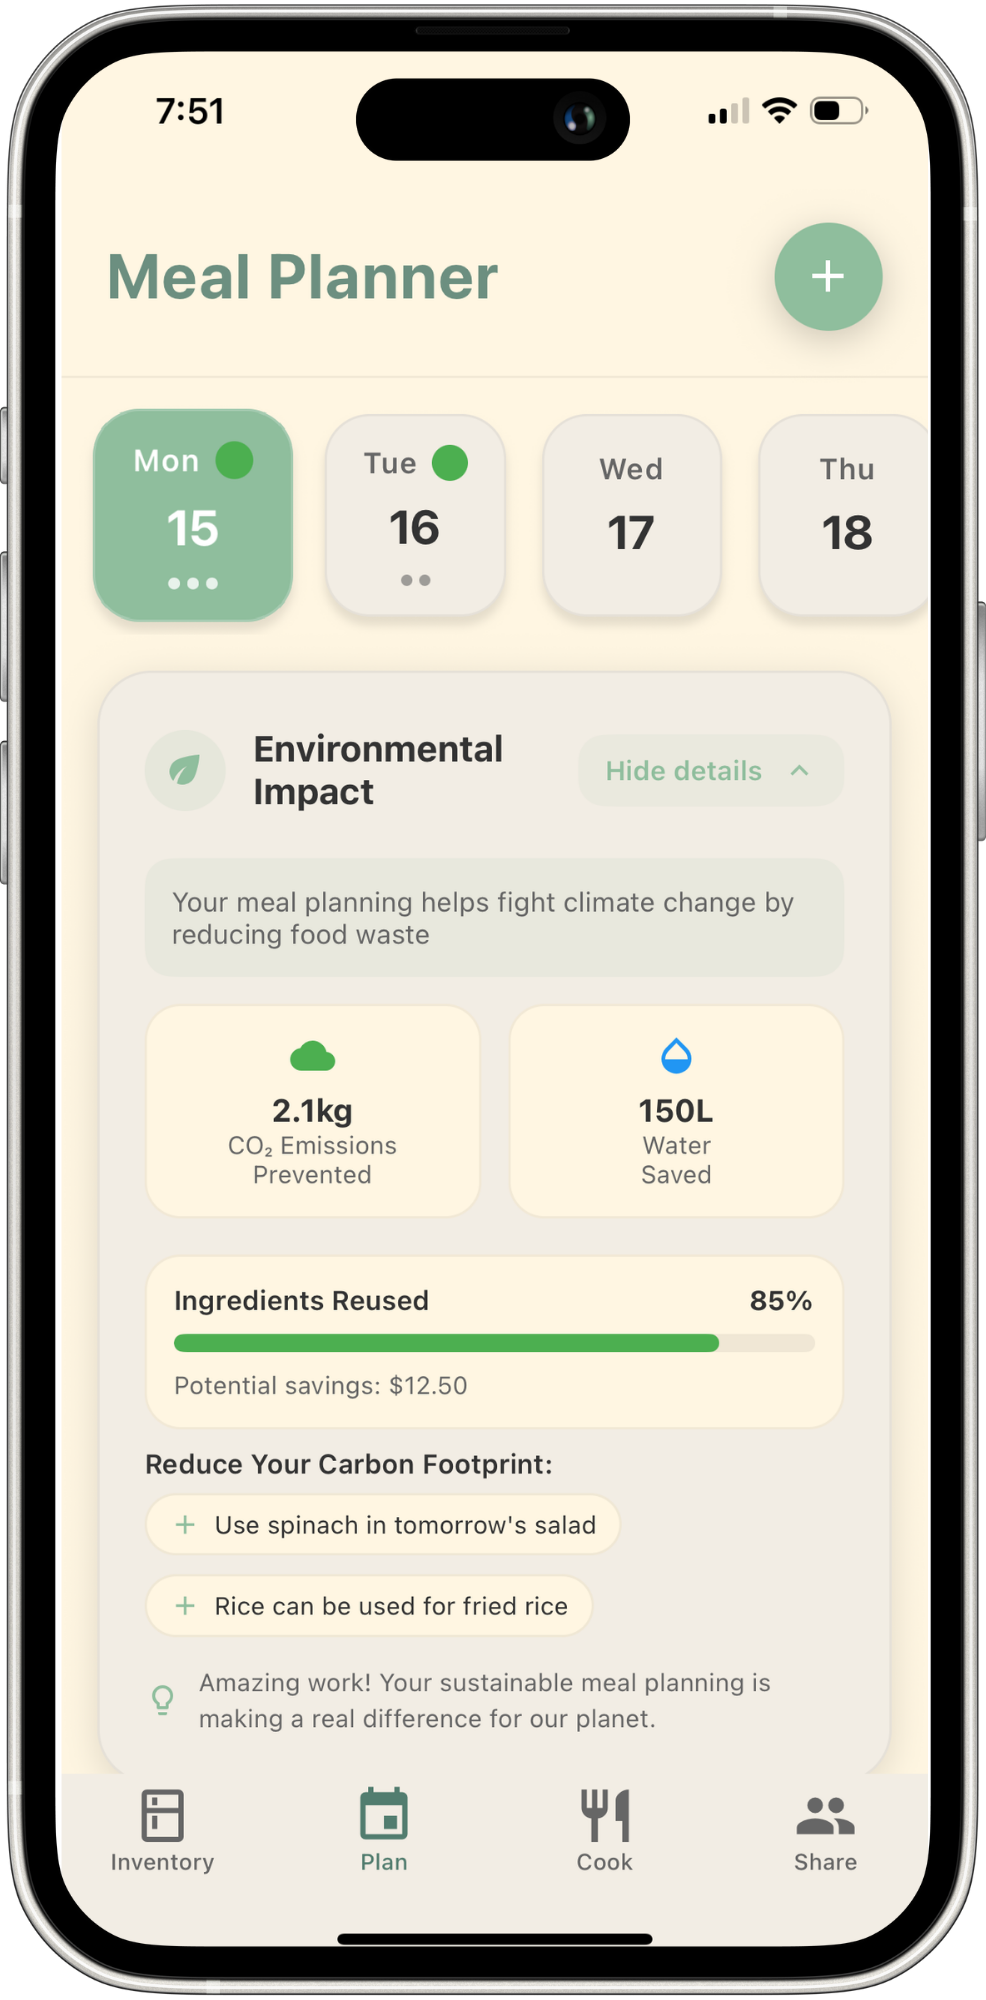 7:51
Meal Planner
Mon
15
Tue
16
Wed
17
Thu
18
Environmental
Impact
Hide details
Your meal planning helps fight climate change by
reducing food waste
2.1kg
CO₂ Emissions
Prevented
150L
Water
Saved
Ingredients Reused 85%
Potential savings: $12.50
Reduce Your Carbon Footprint:
+ Use spinach in tomorrow's salad
+ Rice can be used for fried rice
Amazing work! Your sustainable meal planning is
making a real difference for our planet.
Inventory
Plan
Cook
Share